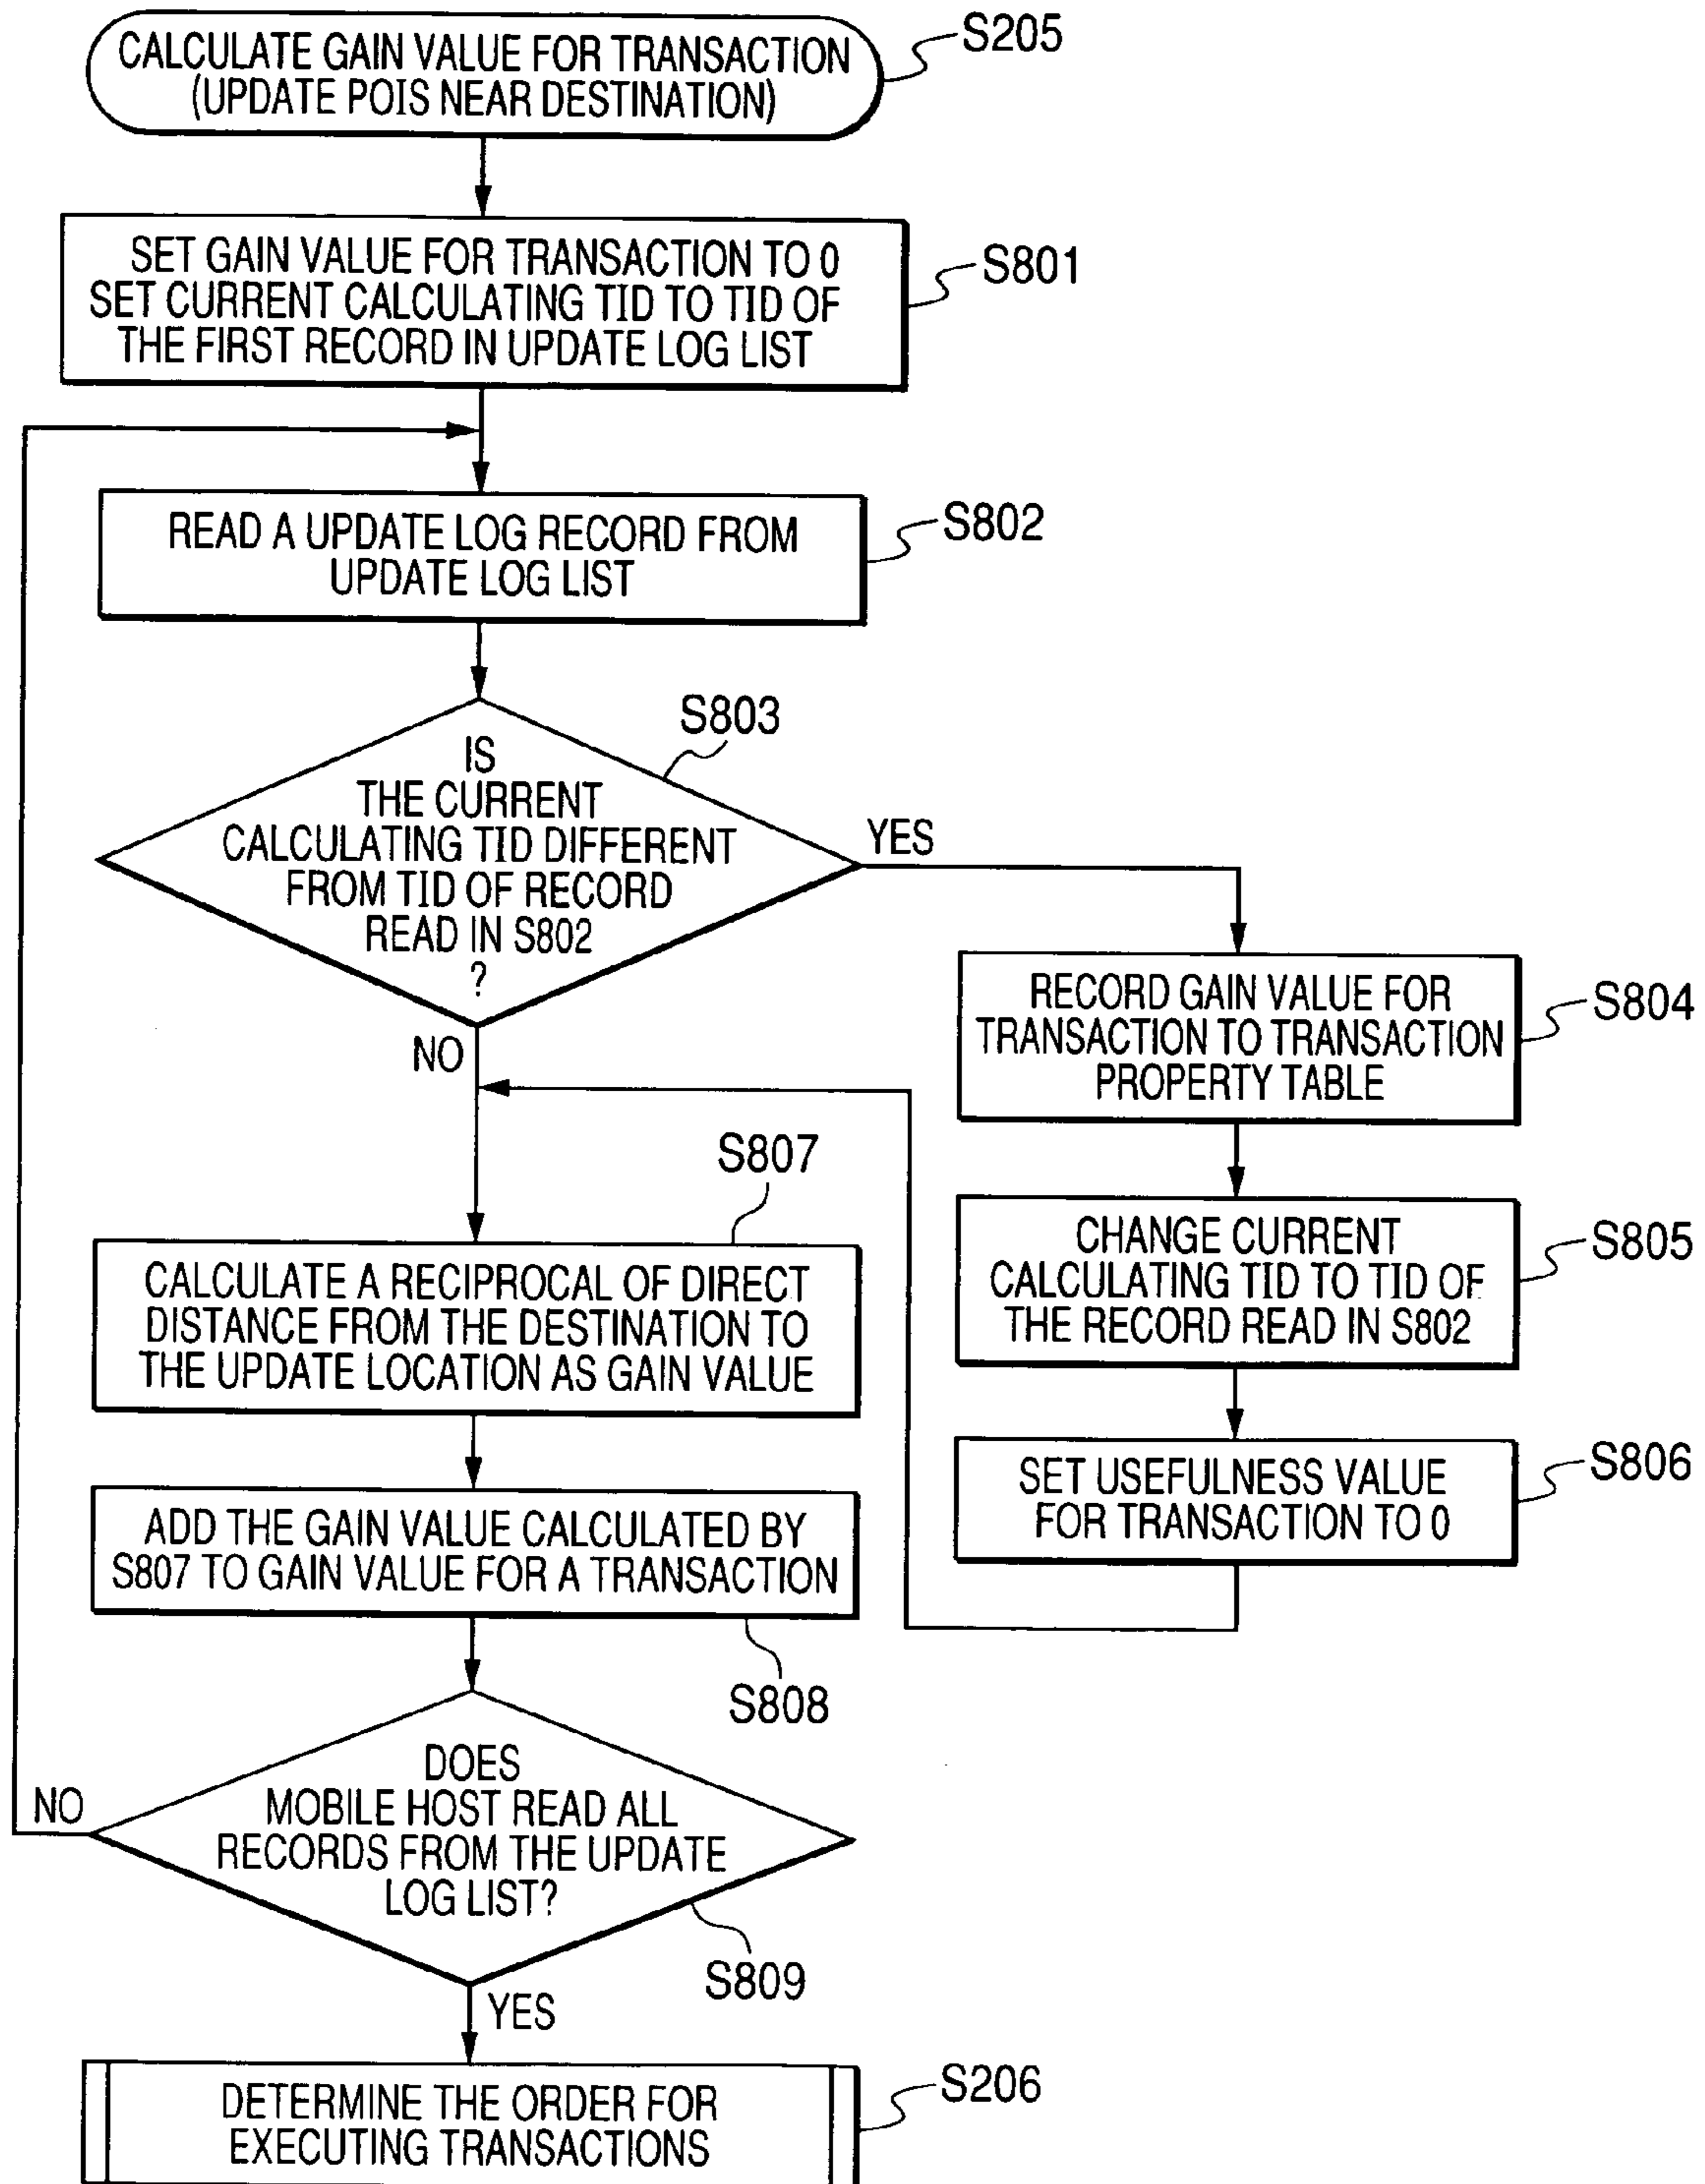 CALCULATE GAIN VALUE FOR TRANSACTION
(UPDATE POIS NEAR DESTINATION)
S205
SET GAIN VALUE FOR TRANSACTION TO 0
SET CURRENT CALCULATING TID TO TID OF
THE FIRST RECORD IN UPDATE LOG LIST
S801
READ A UPDATE LOG RECORD FROM
UPDATE LOG LIST
S802
S803
IS
THE CURRENT
CALCULATING TID DIFFERENT
FROM TID OF RECORD
READ IN S802
?
YES
NO
RECORD GAIN VALUE FOR
TRANSACTION TO TRANSACTION
PROPERTY TABLE
S804
CHANGE CURRENT
CALCULATING TID TO TID OF
THE RECORD READ IN S802
S805
SET USEFULNESS VALUE
FOR TRANSACTION TO 0
S806
S807
CALCULATE A RECIPROCAL OF DIRECT
DISTANCE FROM THE DESTINATION TO
THE UPDATE LOCATION AS GAIN VALUE
ADD THE GAIN VALUE CALCULATED BY
S807 TO GAIN VALUE FOR A TRANSACTION
S808
DOES
MOBILE HOST READ ALL
RECORDS FROM THE UPDATE
LOG LIST?
NO
S809
YES
DETERMINE THE ORDER FOR
EXECUTING TRANSACTIONS
S206